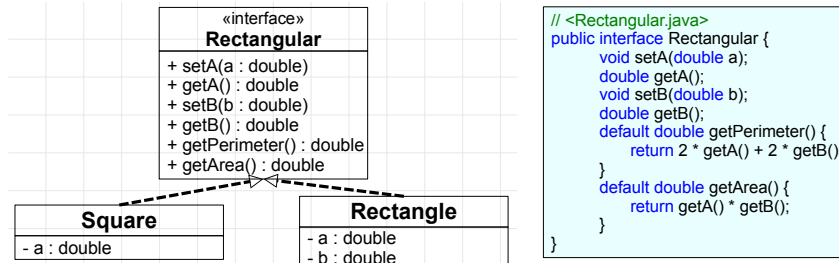 «interface»
Rectangular
+ setA(a : double)
+ getA() : double
+ setB(b : double)
+ getB() : double
+ getPerimeter() : double
+ getArea() : double
Square
- a : double
Rectangle
- a : double
- b : double
// <Rectangular.java>
public interface Rectangular {
void setA(double a);
double getA();
void setB(double b);
double getB();
default double getPerimeter() {
return 2 * getA() + 2 * getB()
}
default double getArea() {
return getA() * getB();
}
}